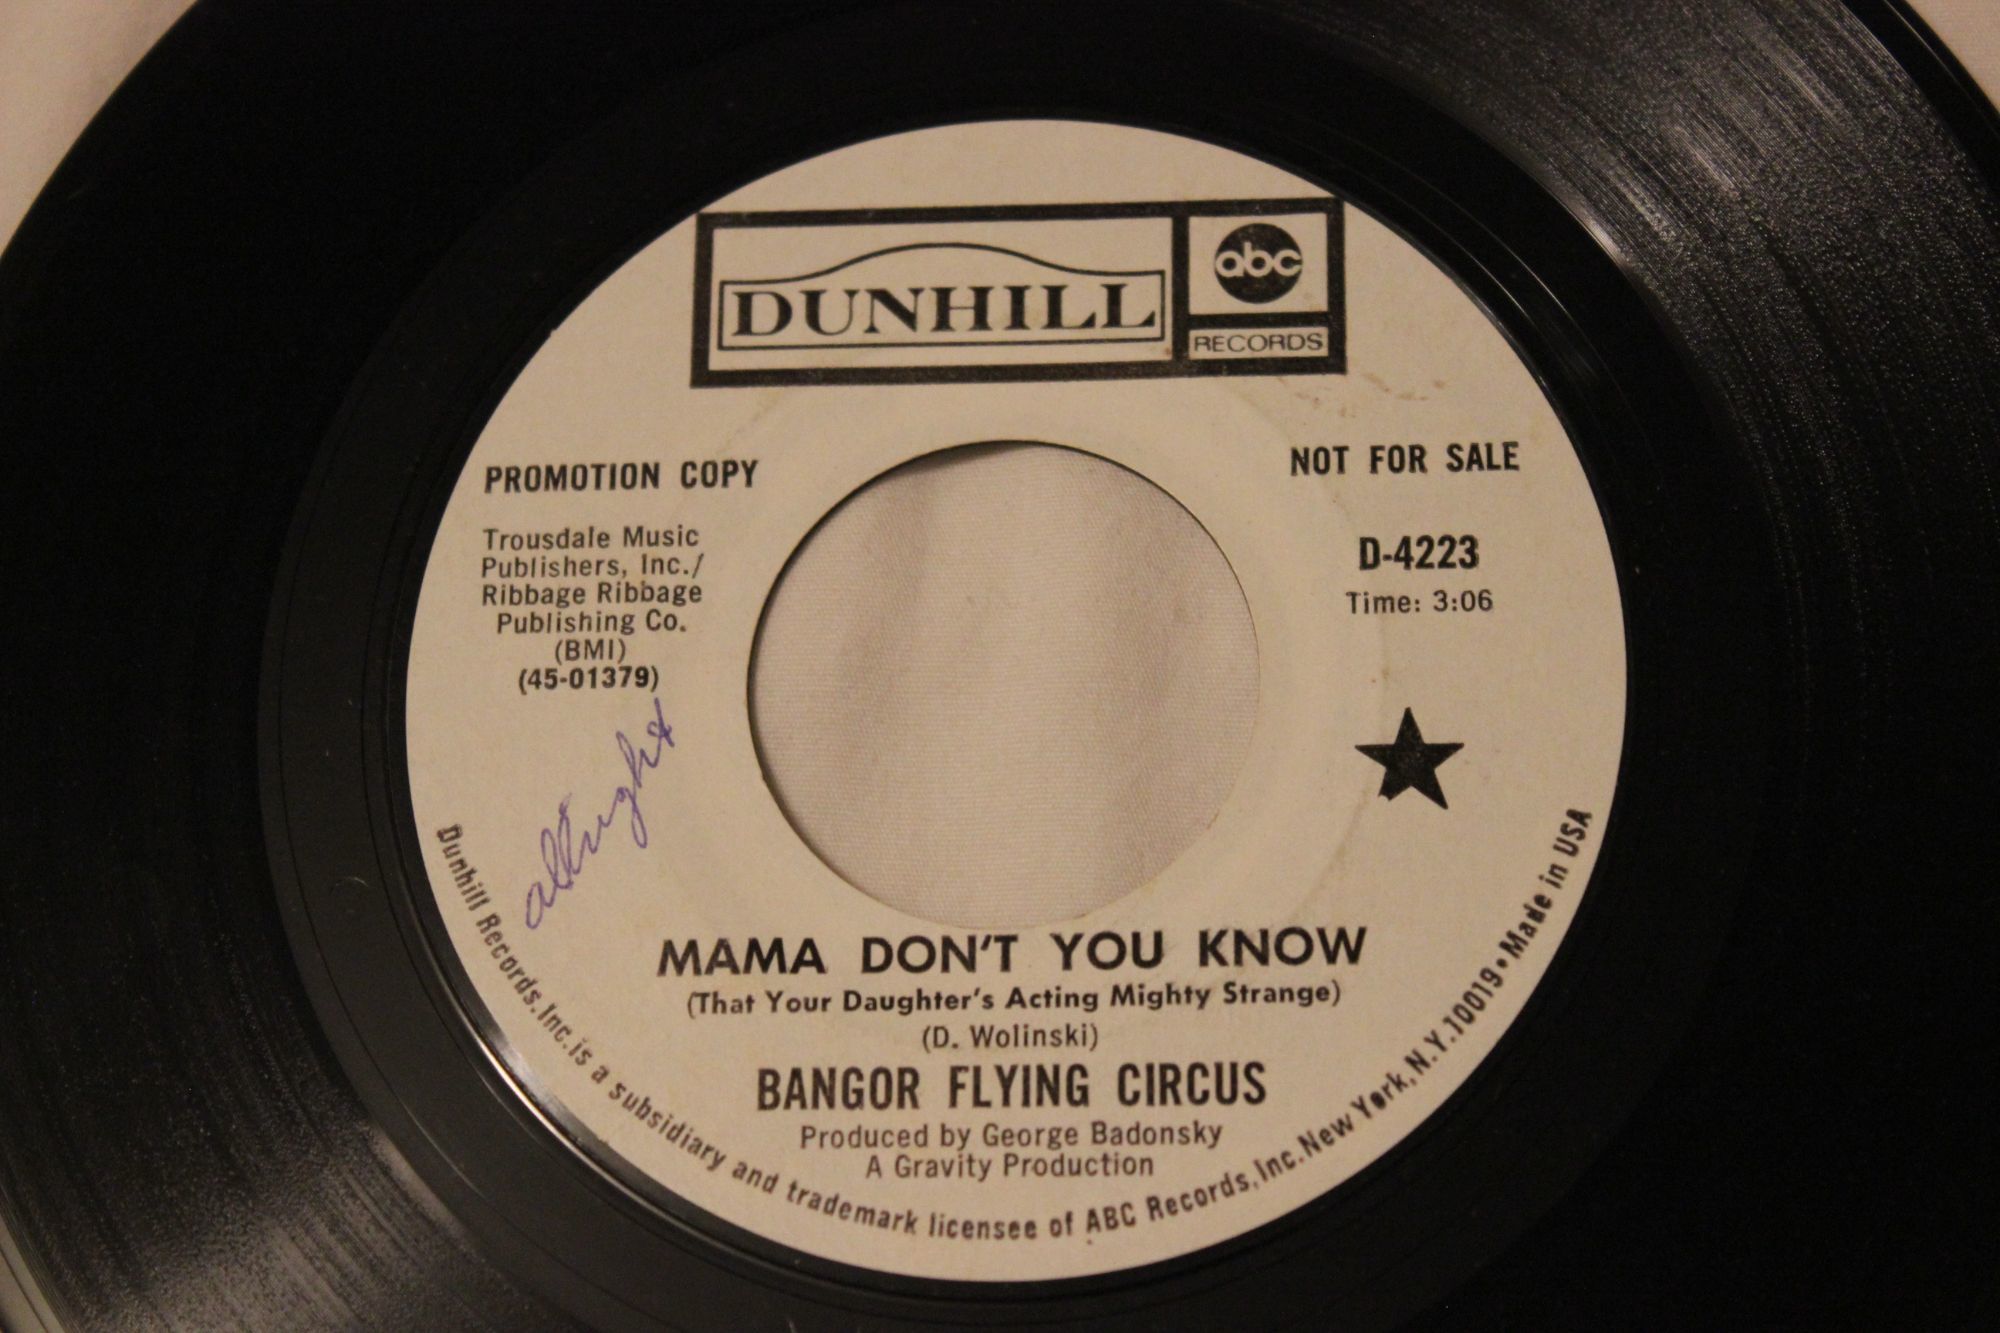 DUNHILL
abc
RECORDS
PROMOTION COPY
NOT FOR SALE
Trousdale Music
Publishers, Inc./
Ribbage Ribbage
Publishing Co.
(BMI)
(45-01379)
D-4223
Time: 3:06
allright
MAMA DON'T YOU KNOW
(That Your Daughter's Acting Mighty Strange)
(D. Wolinski)
BANGOR FLYING CIRCUS
Produced by George Badonsky
A Gravity Production
Dunhill Records, Inc. is a subsidiary and trademark licensee of ABC Records, Inc. New York, N.Y. 10019 • Made in USA